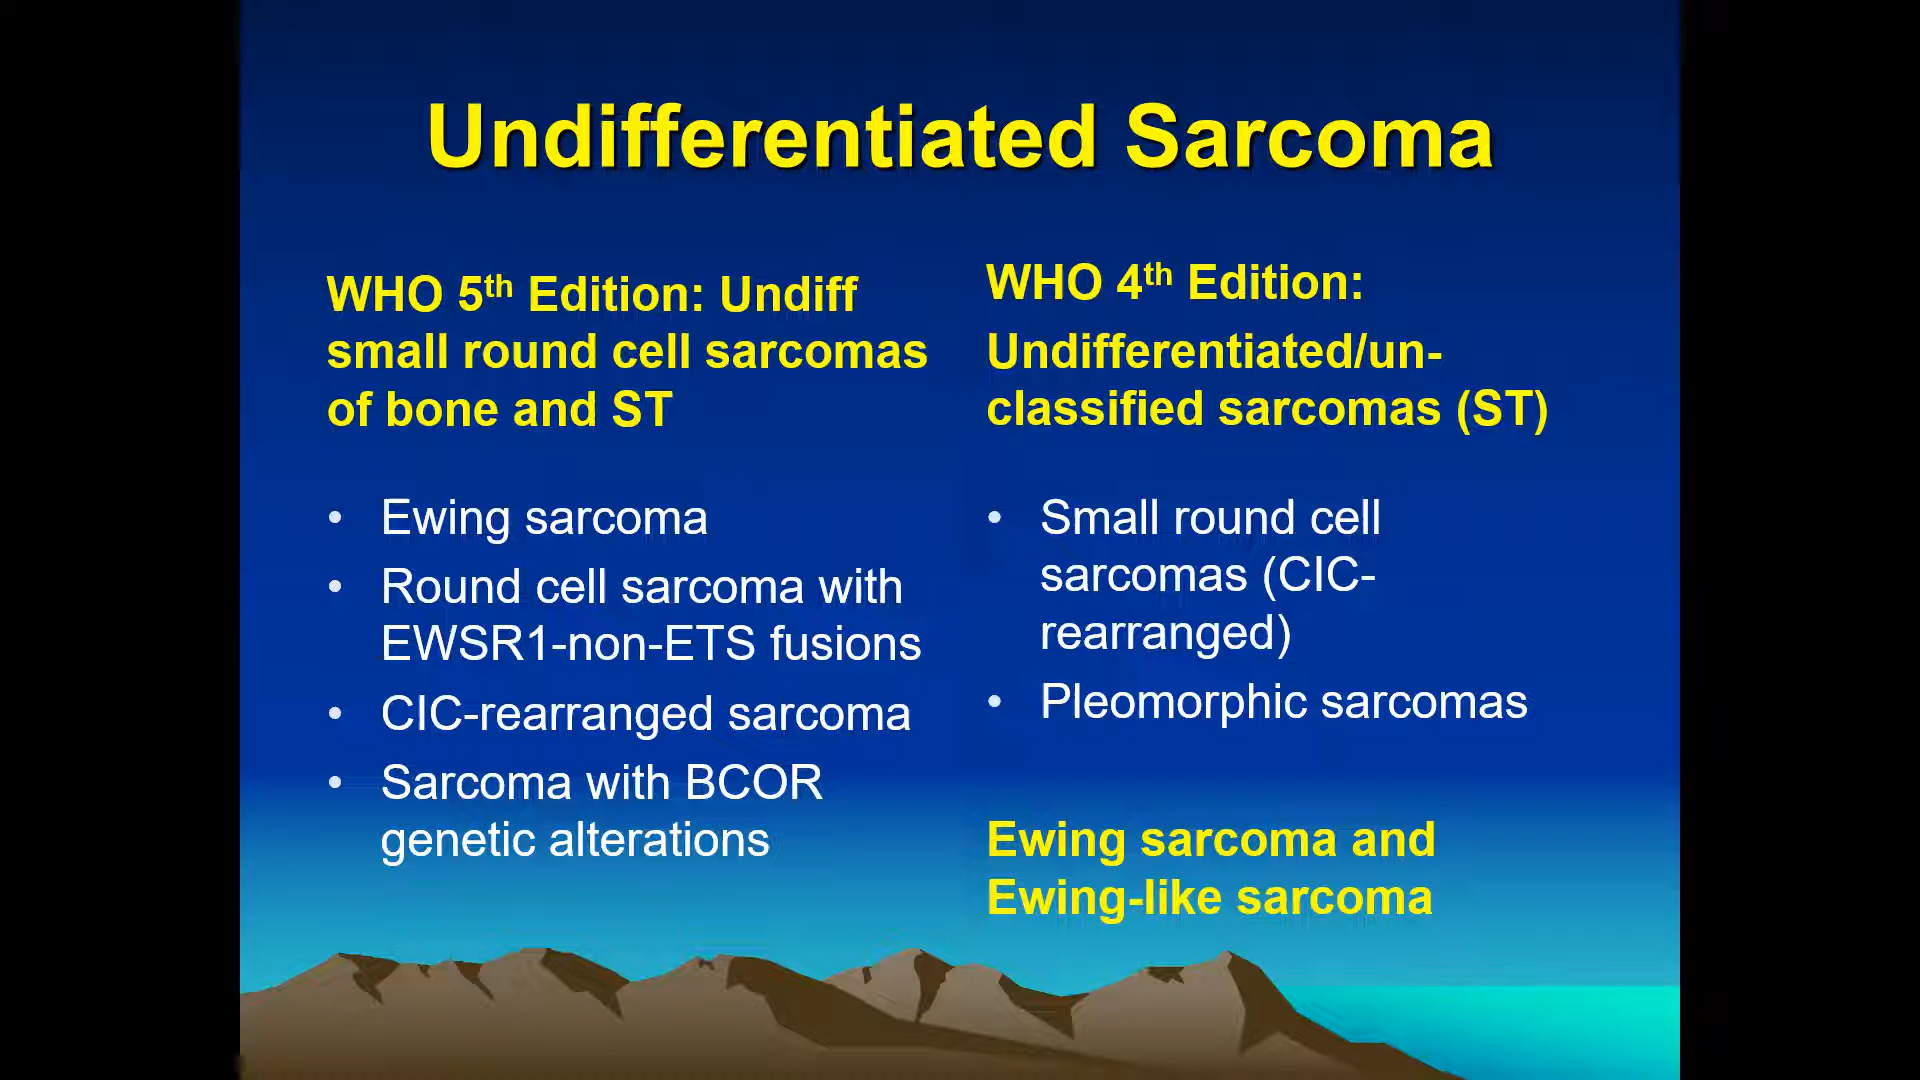 Undifferentiated Sarcoma
WHO 5th Edition: Undiff
small round cell sarcomas
of bone and ST
• Ewing sarcoma
• Round cell sarcoma with
EWSR1-non-ETS fusions
• CIC-rearranged sarcoma
• Sarcoma with BCOR
genetic alterations
WHO 4th Edition:
Undifferentiated/un-
classified sarcomas (ST)
• Small round cell
sarcomas (CIC-
rearranged)
• Pleomorphic sarcomas
Ewing sarcoma and
Ewing-like sarcoma